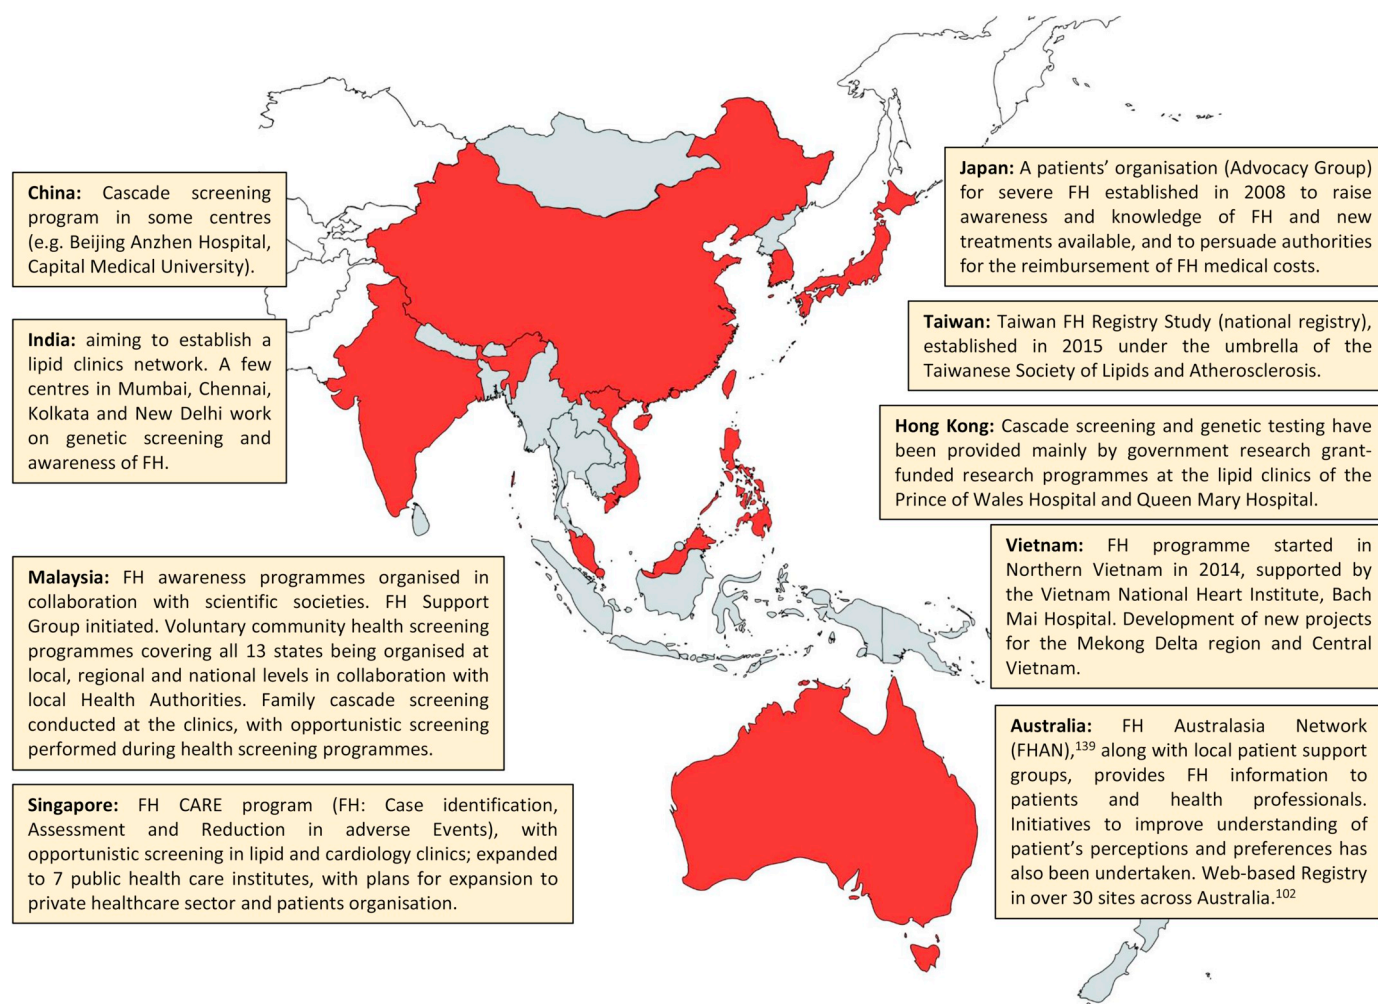 China: Cascade screening
program in some centres
(e.g. Beijing Anzhen Hospital,
Capital Medical University).
India: aiming to establish a
lipid clinics network. A few
centres in Mumbai, Chennai,
Kolkata and New Delhi work
on genetic screening and
awareness of FH.
Malaysia: FH awareness programmes organised in
collaboration with scientific societies. FH Support
Group initiated. Voluntary community health screening
programmes covering all 13 states being organised at
local, regional and national levels in collaboration with
local Health Authorities. Family cascade screening
conducted at the clinics, with opportunistic screening
performed during health screening programmes.
Singapore: FH CARE program (FH: Case identification,
Assessment and Reduction in adverse Events), with
opportunistic screening in lipid and cardiology clinics; expanded
to 7 public health care institutes, with plans for expansion to
private healthcare sector and patients organisation.
Japan: A patients’ organisation (Advocacy Group)
for severe FH established in 2008 to raise
awareness and knowledge of FH and new
treatments available, and to persuade authorities
for the reimbursement of FH medical costs.
Taiwan: Taiwan FH Registry Study (national registry),
established in 2015 under the umbrella of the
Taiwanese Society of Lipids and Atherosclerosis.
Hong Kong: Cascade screening and genetic testing have
been provided mainly by government research grant-
funded research programmes at the lipid clinics of the
Prince of Wales Hospital and Queen Mary Hospital.
Vietnam: FH programme started in
Northern Vietnam in 2014, supported by
the Vietnam National Heart Institute, Bach
Mai Hospital. Development of new projects
for the Mekong Delta region and Central
Vietnam.
Australia: FH Australasia Network
(FHAN),139 along with local patient support
groups, provides FH information to
patients and health professionals.
Initiatives to improve understanding of
patient’s perceptions and preferences has
also been undertaken. Web-based Registry
in over 30 sites across Australia.102